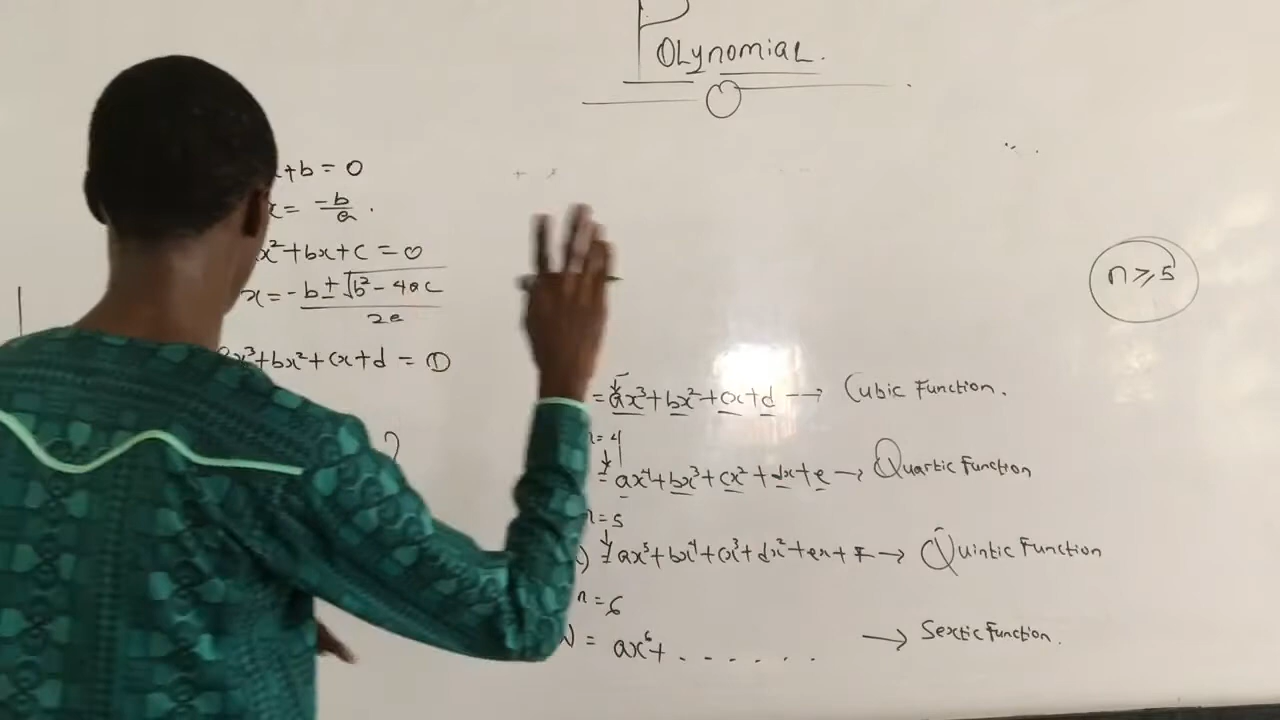 POLYNOMIAL.
+b = 0
x = -b/a.
x²+bx+c = 0
x = -b ± √b² - 4ac / 2a
ax³+bx²+cx+d = 0
?
n ≥ 5
= ax³+bx²+cx+d → Cubic Function.
n = 4
= ax⁴+bx³+cx²+dx+e → Quartic Function
n = 5
= ax⁵+bx⁴+cx³+dx²+ex+F → Quintic Function
n = 6
= ax⁶+ . . . . . . → Sextic Function.